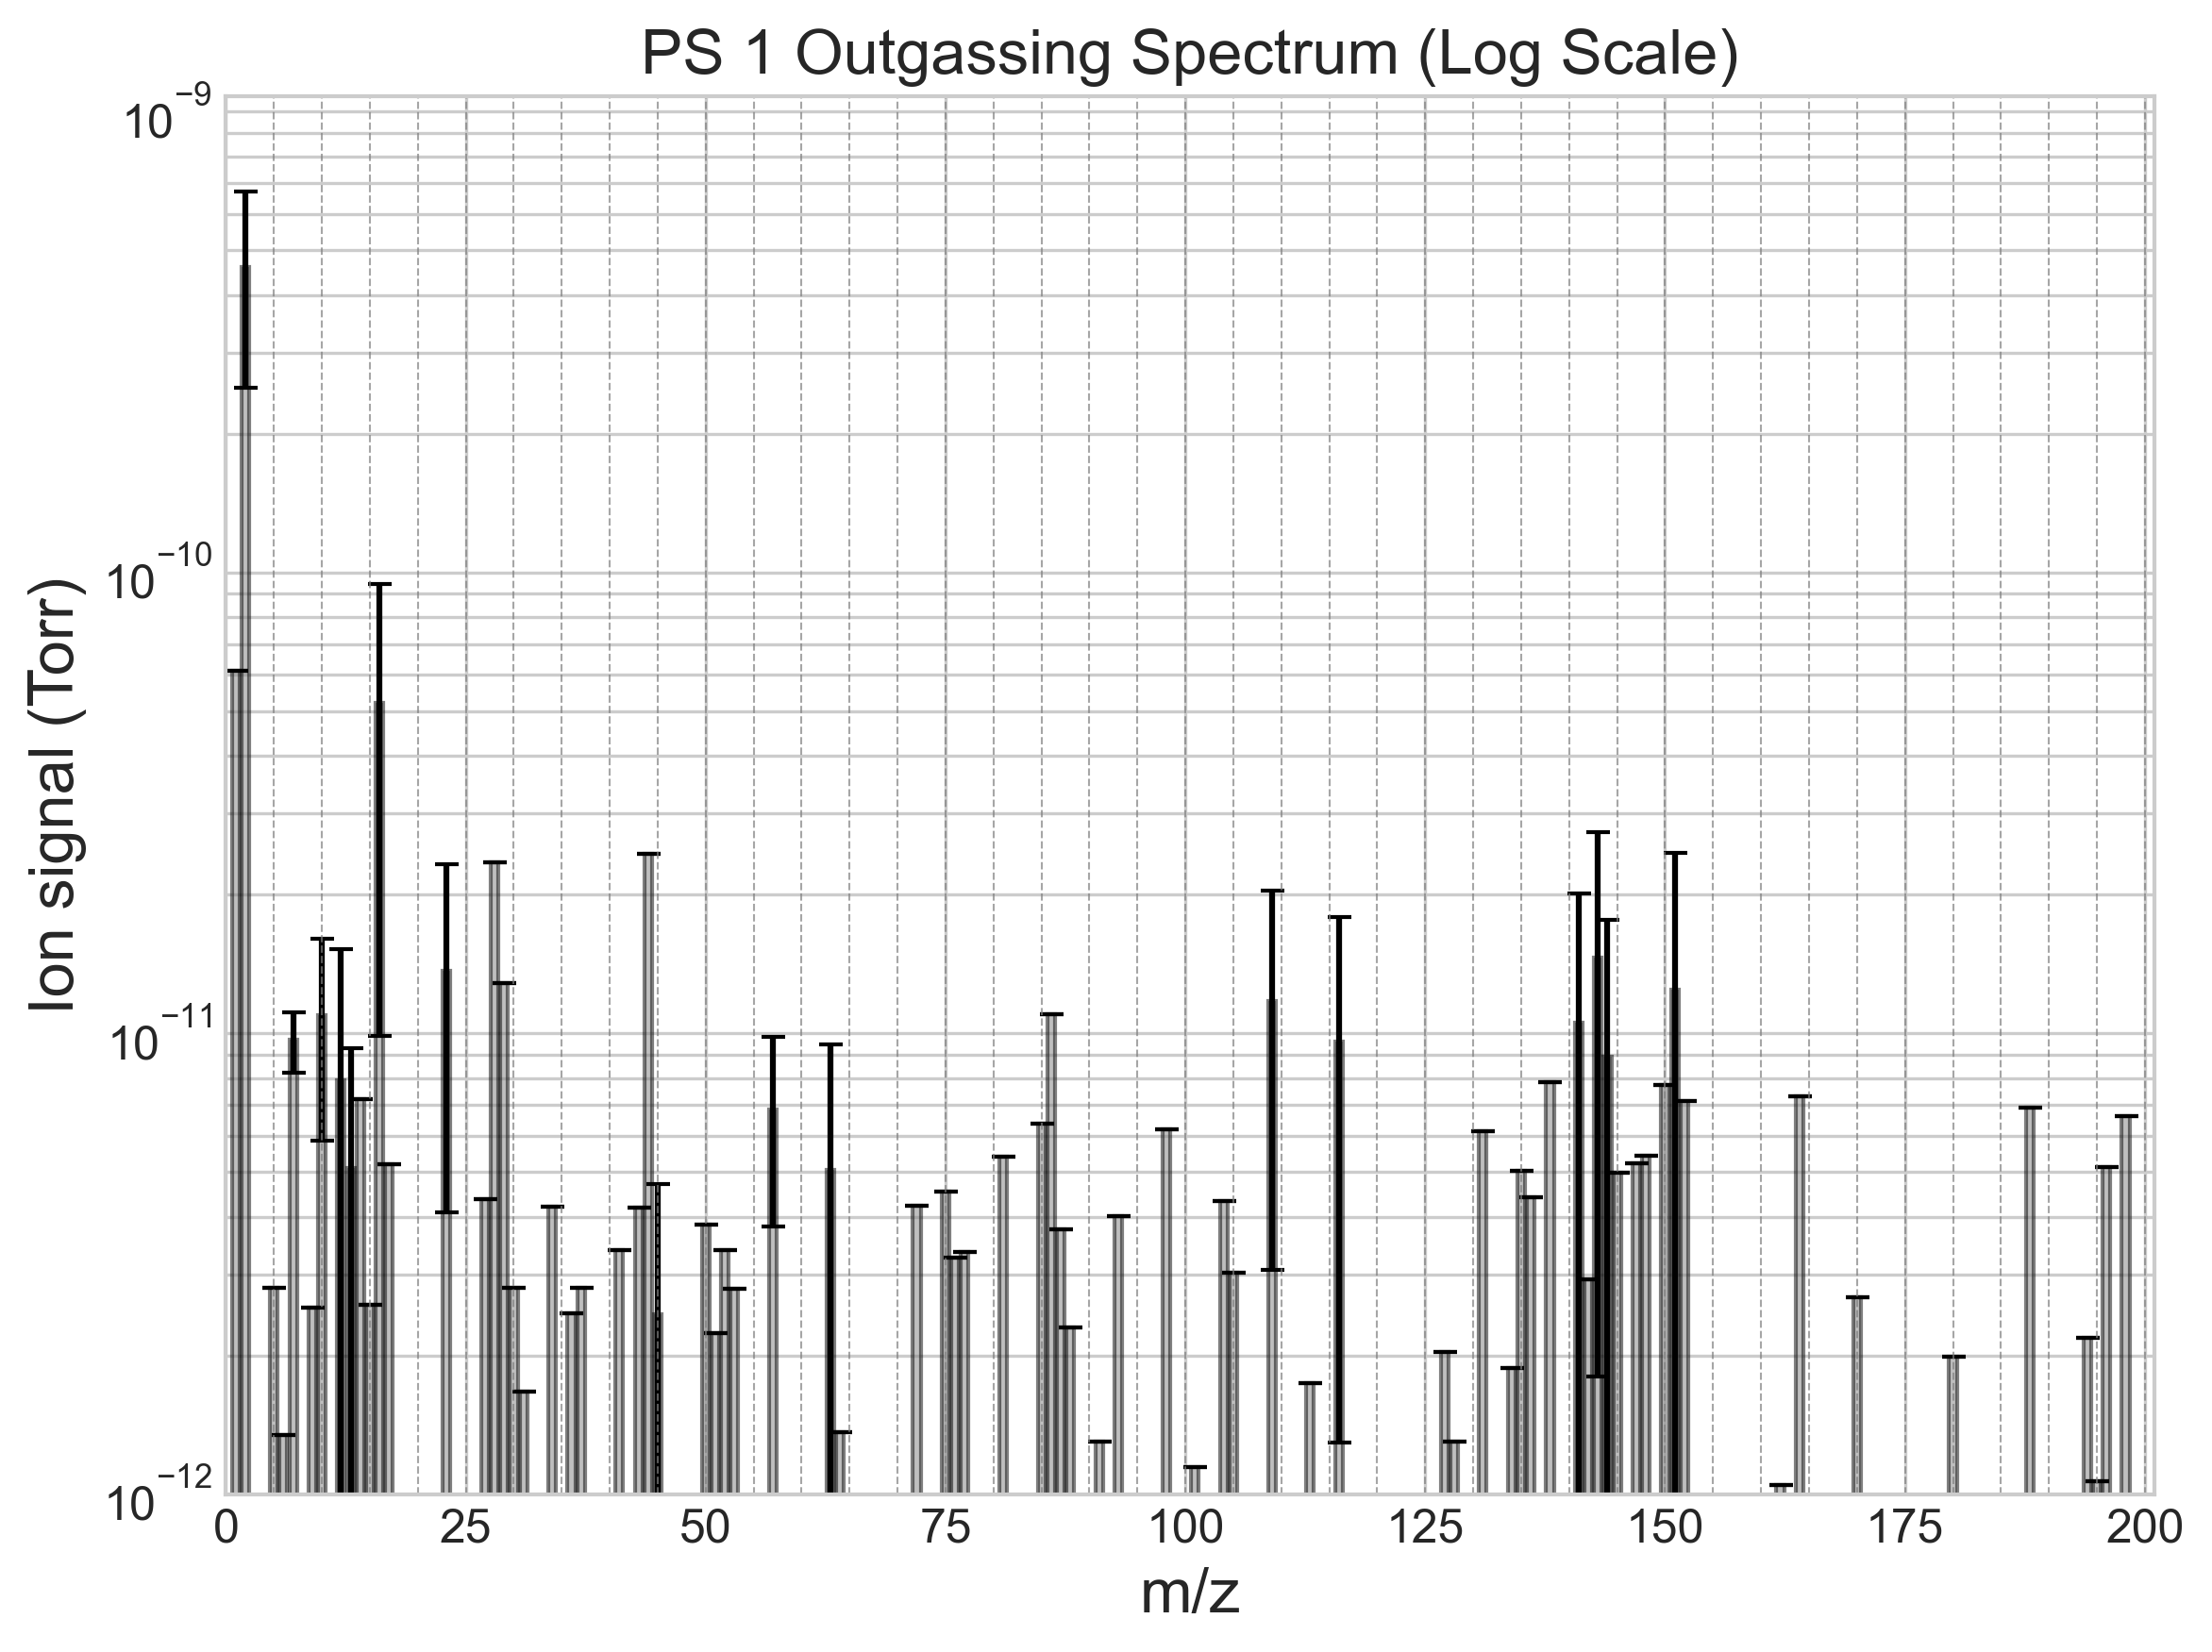 PS 1 Outgassing Spectrum (Log Scale)
Ion signal (Torr)
10⁻⁹
10⁻¹⁰
10⁻¹¹
10⁻¹²
0 25 50 75 100 125 150 175 200
m/z